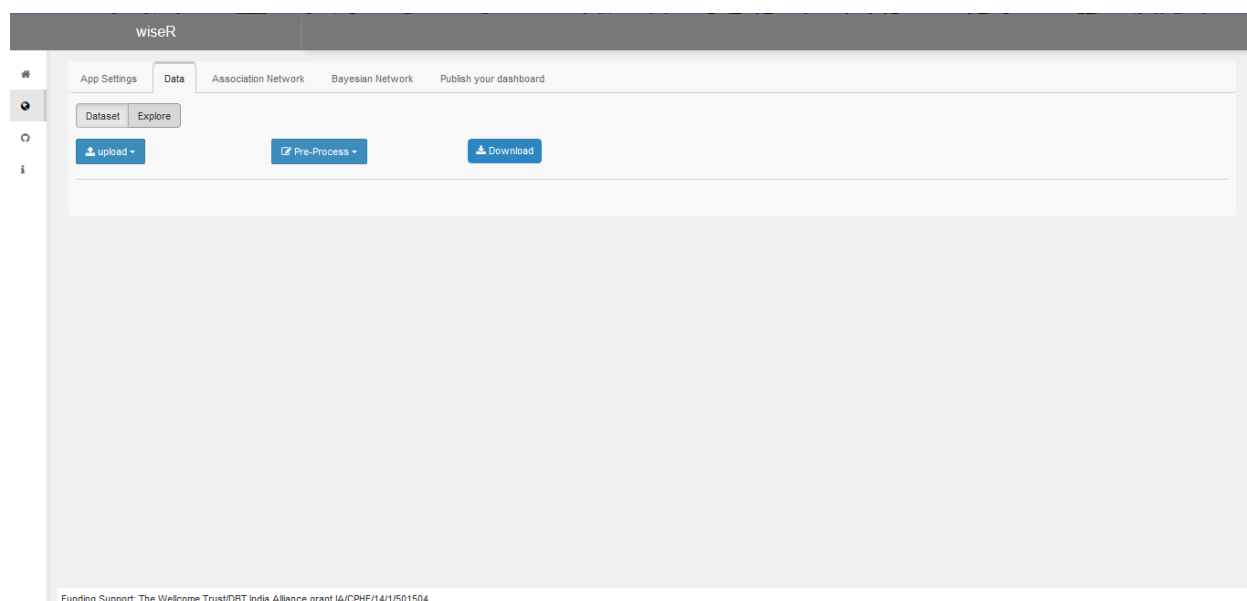 wiseR
App Settings Data Association Network Bayesian Network Publish your dashboard
Dataset Explore
upload Pre-Process Download
Funding Support: The Wellcome Trust/DBT India Alliance grant IA/CPHE/14/1/501504